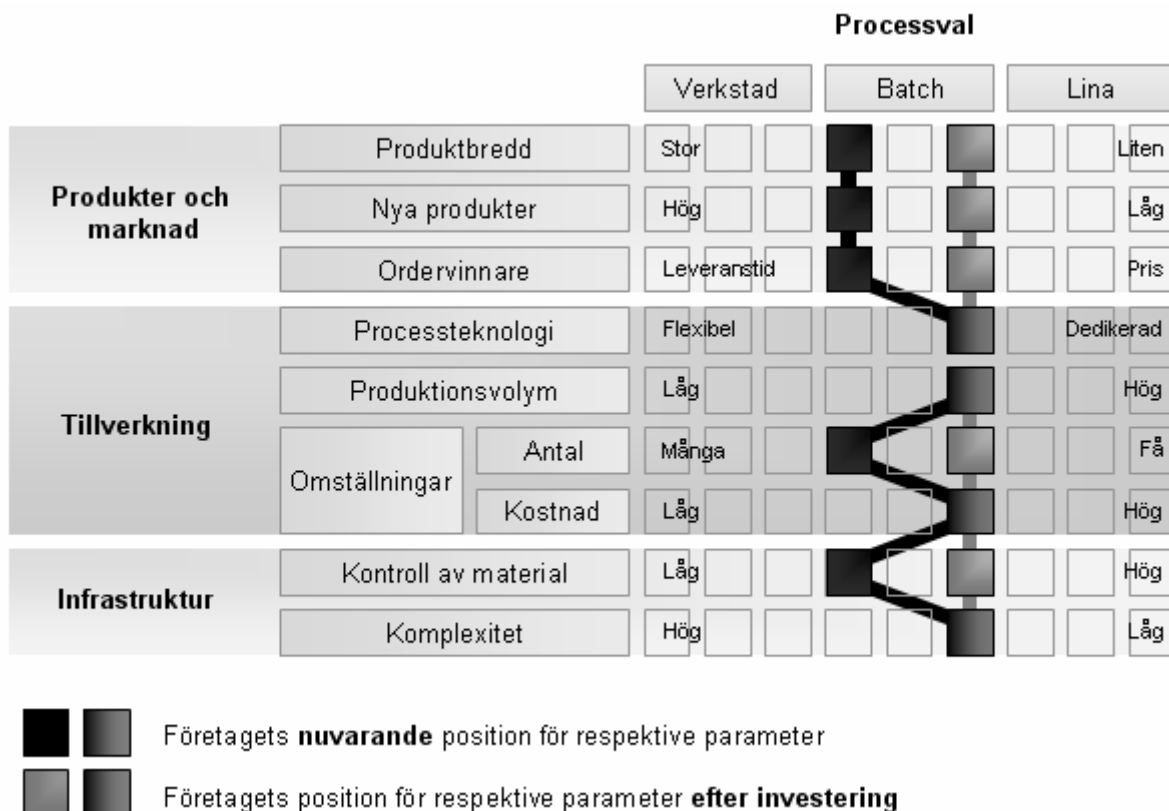 Processval
Verkstad Batch Lina
Produkter och
marknad
Produktbredd Stor Liten
Nya produkter Hög Låg
Ordervinnare Leveranstid Pris
Tillverkning
Processteknologi Flexibel Dedikerad
Produktionsvolym Låg Hög
Omställningar
Antal Många Få
Kostnad Låg Hög
Infrastruktur
Kontroll av material Låg Hög
Komplexitet Hög Låg
Företagets nuvarande position för respektive parameter
Företagets position för respektive parameter efter investering